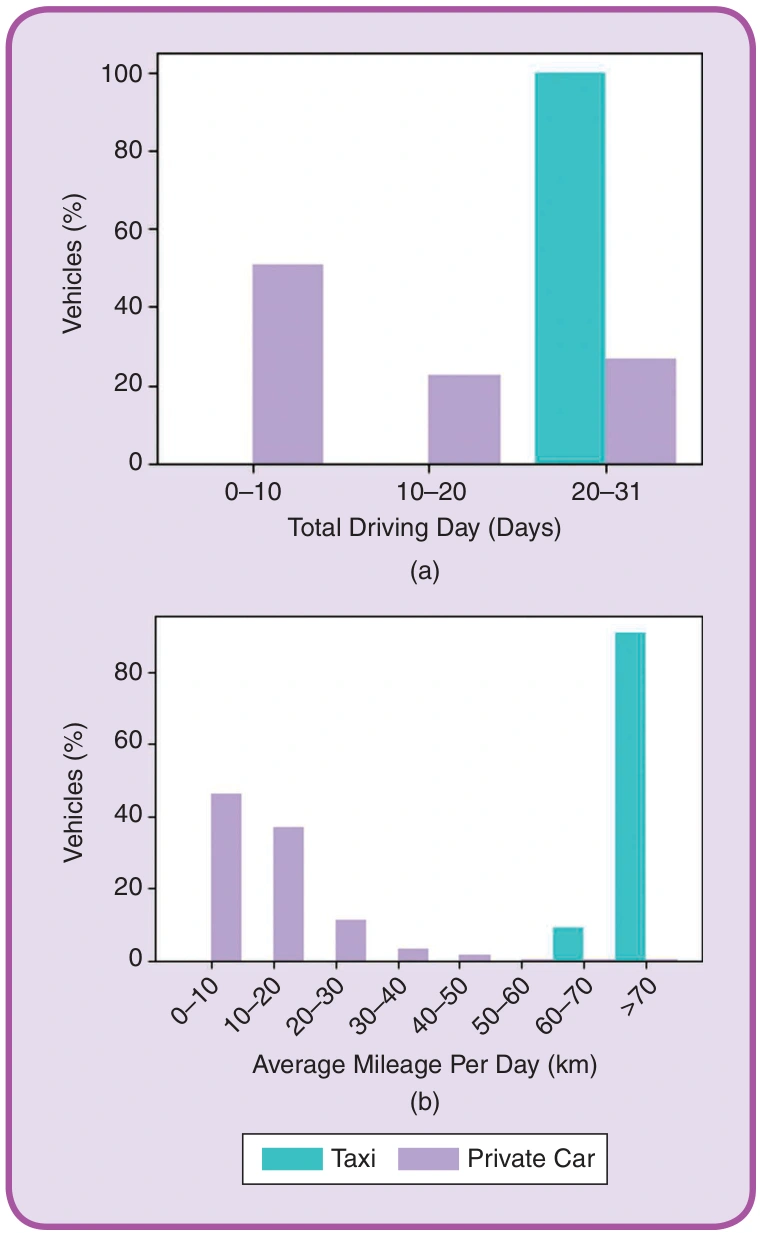 100
80
60
40
20
0
Vehicles (%)
0–10 10–20 20–31
Total Driving Day (Days)
(a)
80
60
40
20
0
Vehicles (%)
0–10 10–20 20–30 30–40 40–50 50–60 60–70 >70
Average Mileage Per Day (km)
(b)
Taxi Private Car